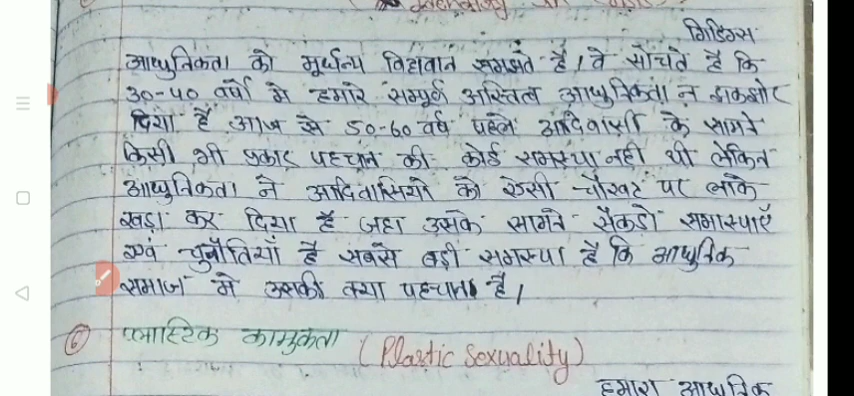 गिडिंग्स
आधुनिकता को मूर्धन्य विद्वान समझते है। वे सोचते है कि
30-40 वर्षो मे हमारे सम्पूर्ण अस्तित्व आधुनिकता ने झकझोर
दिया है आज से 50-60 वर्ष पहले आदिवासी के सामने
किसी भी प्रकार पहचान की कोई समस्या नही थी लेकिन
आधुनिकता ने आदिवासियों को ऐसी चौखट पर लाके
खड़ा कर दिया है जहा उसके सामने सैकडो समास्याएँ
एवं चुनौतियाँ है सबसे बड़ी समस्या है कि आधुनिक
समाज मे उसकी क्या पहचान है।
6 प्लास्टिक कामुकता (Plastic Sexuality)
हमारा आधुनिक